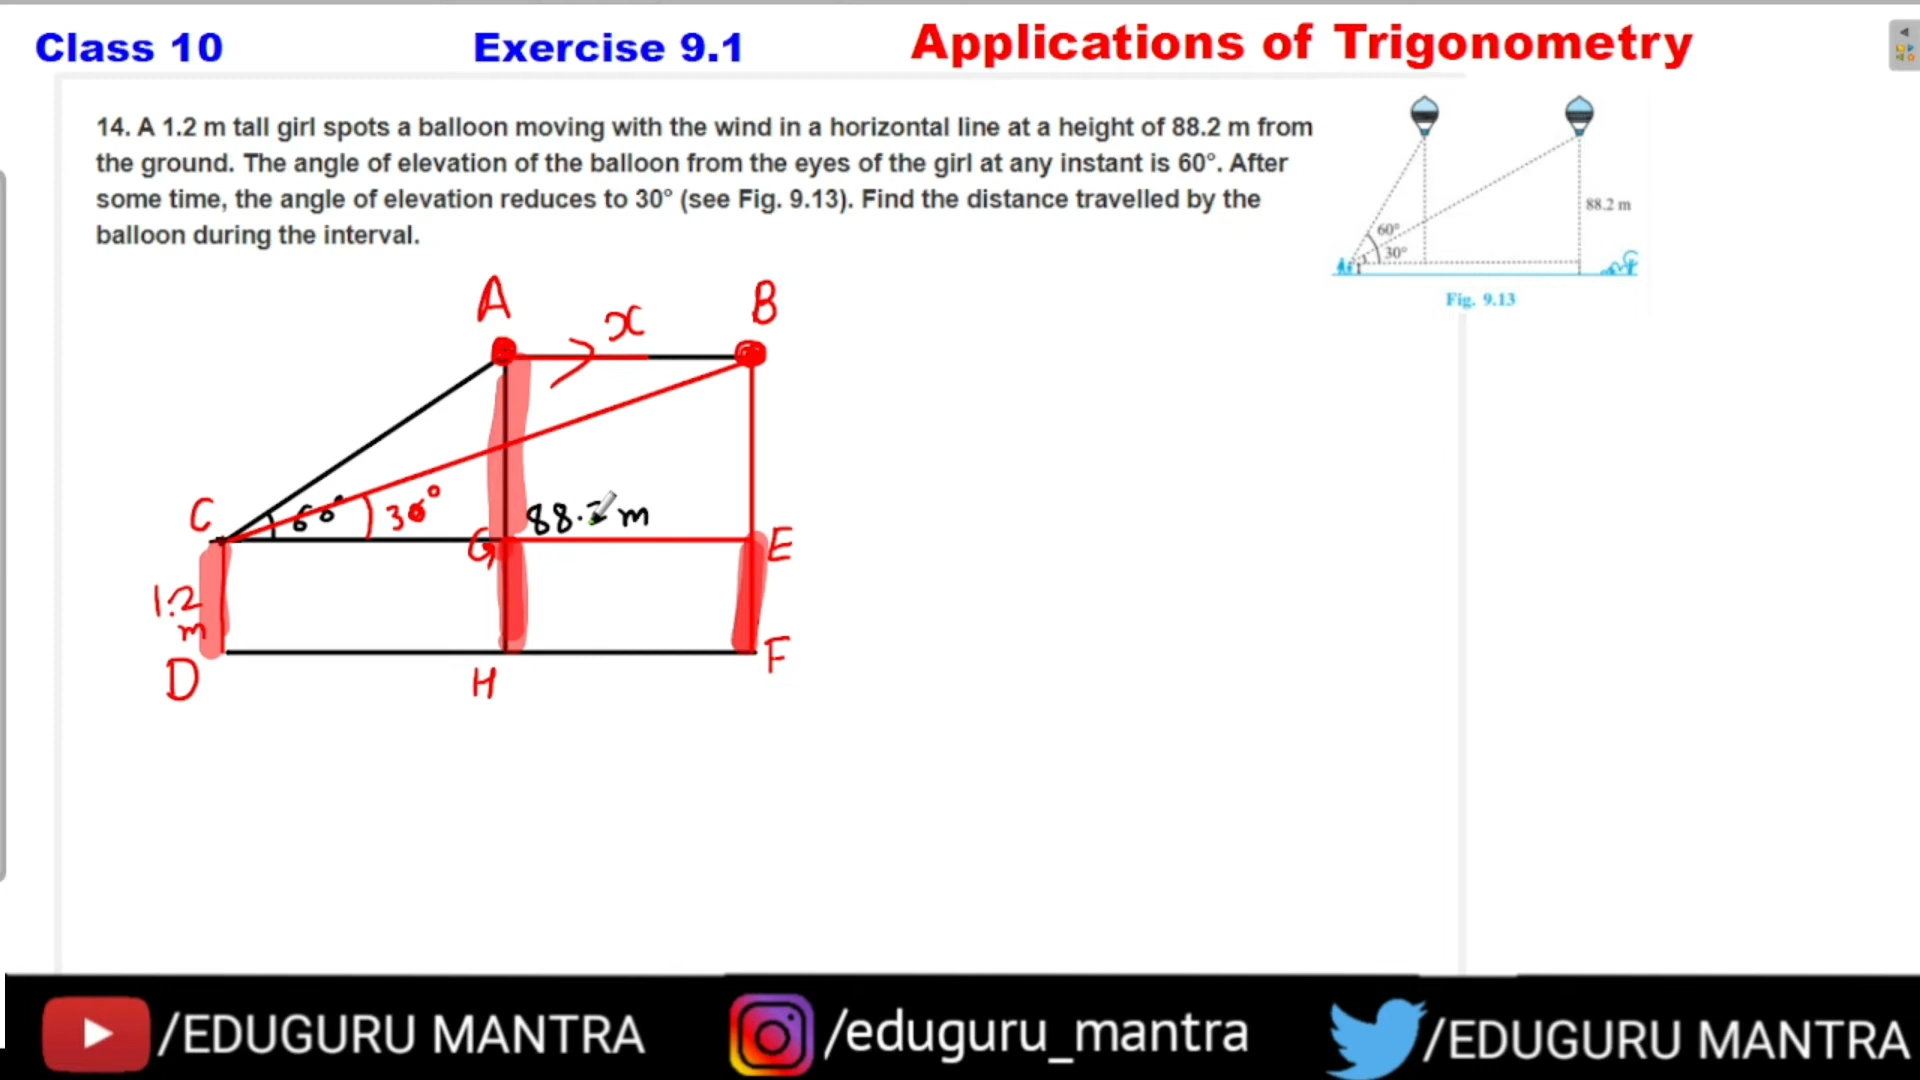 Class 10 Exercise 9.1 Applications of Trigonometry
14. A 1.2 m tall girl spots a balloon moving with the wind in a horizontal line at a height of 88.2 m from
the ground. The angle of elevation of the balloon from the eyes of the girl at any instant is 60°. After
some time, the angle of elevation reduces to 30° (see Fig. 9.13). Find the distance travelled by the
balloon during the interval.
88.2 m
60°
30°
Fig. 9.13
A
x
B
C
60°
30°
88.2 m
G
E
1.2
m
D
H
F
/EDUGURU MANTRA
/eduguru_mantra
/EDUGURU MANTRA